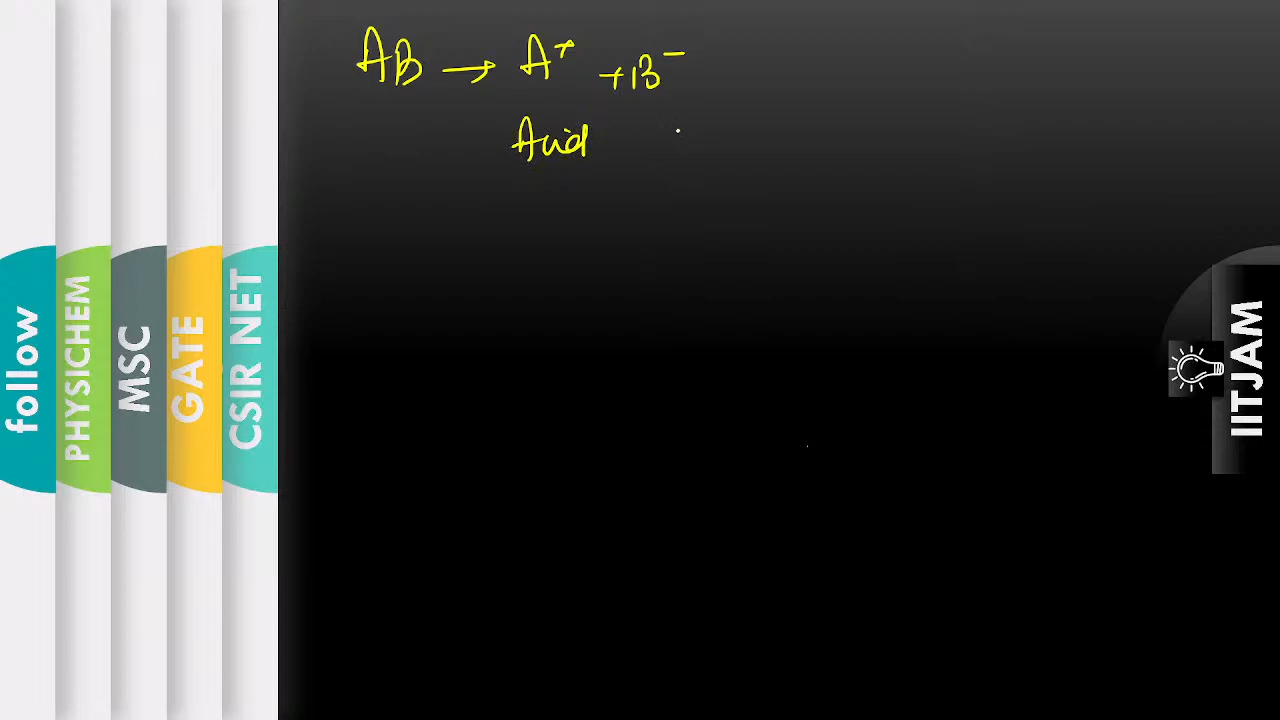 AB → A⁺ + B⁻
Acid
follow
PHYSICHEM
MSC
GATE
CSIR NET
IITJAM